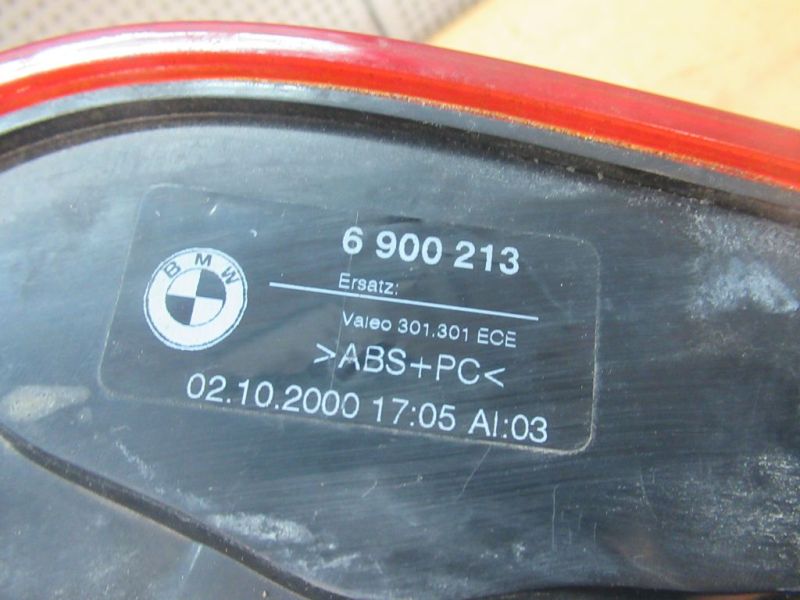 BMW
6 900 213
Ersatz:
Valeo 301.301 ECE
>ABS+PC<
02.10.2000 17:05 AI:03